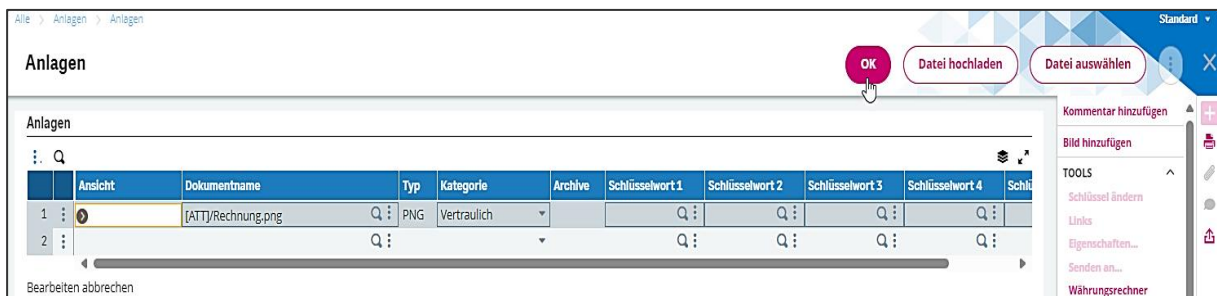 Alle > Anlagen > Anlagen
Standard
Anlagen
OK
Datei hochladen
Datei auswählen
Anlagen
Ansicht Dokumentname Typ Kategorie Archive Schlüsselwort 1 Schlüsselwort 2 Schlüsselwort 3 Schlüsselwort 4 Schlü
1 [ATT]/Rechnung.png PNG Vertraulich
2
Bearbeiten abbrechen
Kommentar hinzufügen
Bild hinzufügen
TOOLS
Schlüssel ändern
Links
Eigenschaften...
Senden an...
Währungsrechner